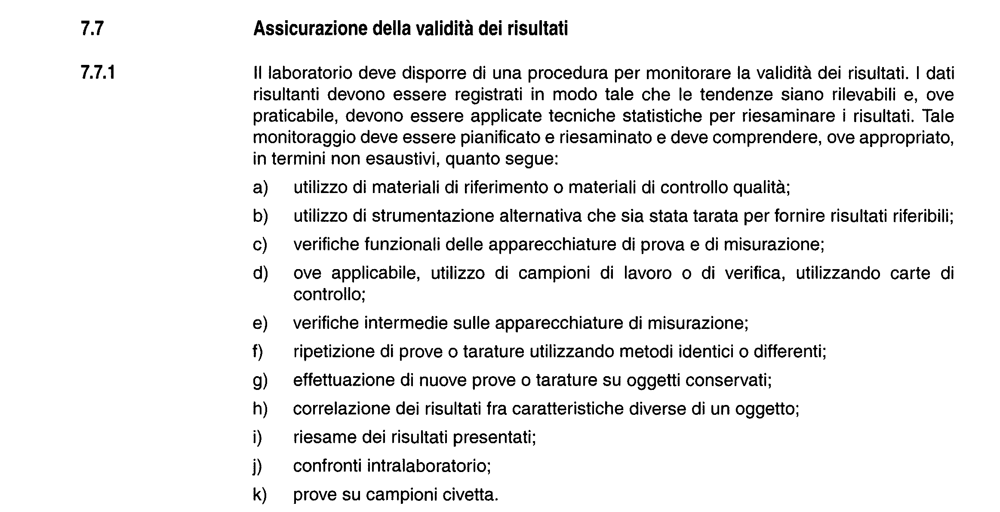 7.7 Assicurazione della validità dei risultati
7.7.1 Il laboratorio deve disporre di una procedura per monitorare la validità dei risultati. I dati
risultanti devono essere registrati in modo tale che le tendenze siano rilevabili e, ove
praticabile, devono essere applicate tecniche statistiche per riesaminare i risultati. Tale
monitoraggio deve essere pianificato e riesaminato e deve comprendere, ove appropriato,
in termini non esaustivi, quanto segue:
a) utilizzo di materiali di riferimento o materiali di controllo qualità;
b) utilizzo di strumentazione alternativa che sia stata tarata per fornire risultati riferibili;
c) verifiche funzionali delle apparecchiature di prova e di misurazione;
d) ove applicabile, utilizzo di campioni di lavoro o di verifica, utilizzando carte di
controllo;
e) verifiche intermedie sulle apparecchiature di misurazione;
f) ripetizione di prove o tarature utilizzando metodi identici o differenti;
g) effettuazione di nuove prove o tarature su oggetti conservati;
h) correlazione dei risultati fra caratteristiche diverse di un oggetto;
i) riesame dei risultati presentati;
j) confronti intralaboratorio;
k) prove su campioni civetta.